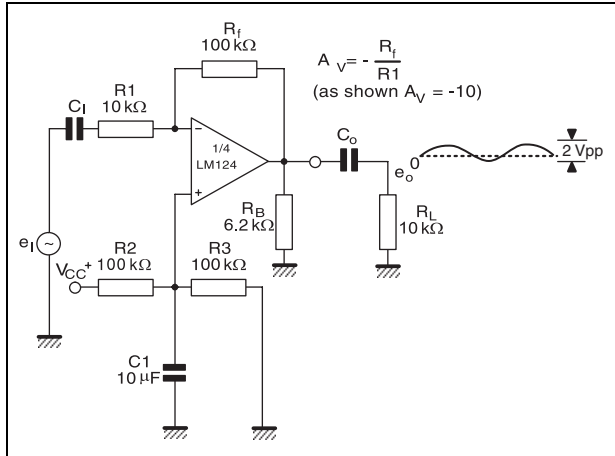 Rf
100 kΩ
A V = - Rf / R1
(as shown AV = -10)
CI
R1
10 kΩ
1/4
LM124
Co
eo
0
2 Vpp
RB
6.2 kΩ
RL
10 kΩ
eI
VCC+
R2
100 kΩ
R3
100 kΩ
C1
10 µF